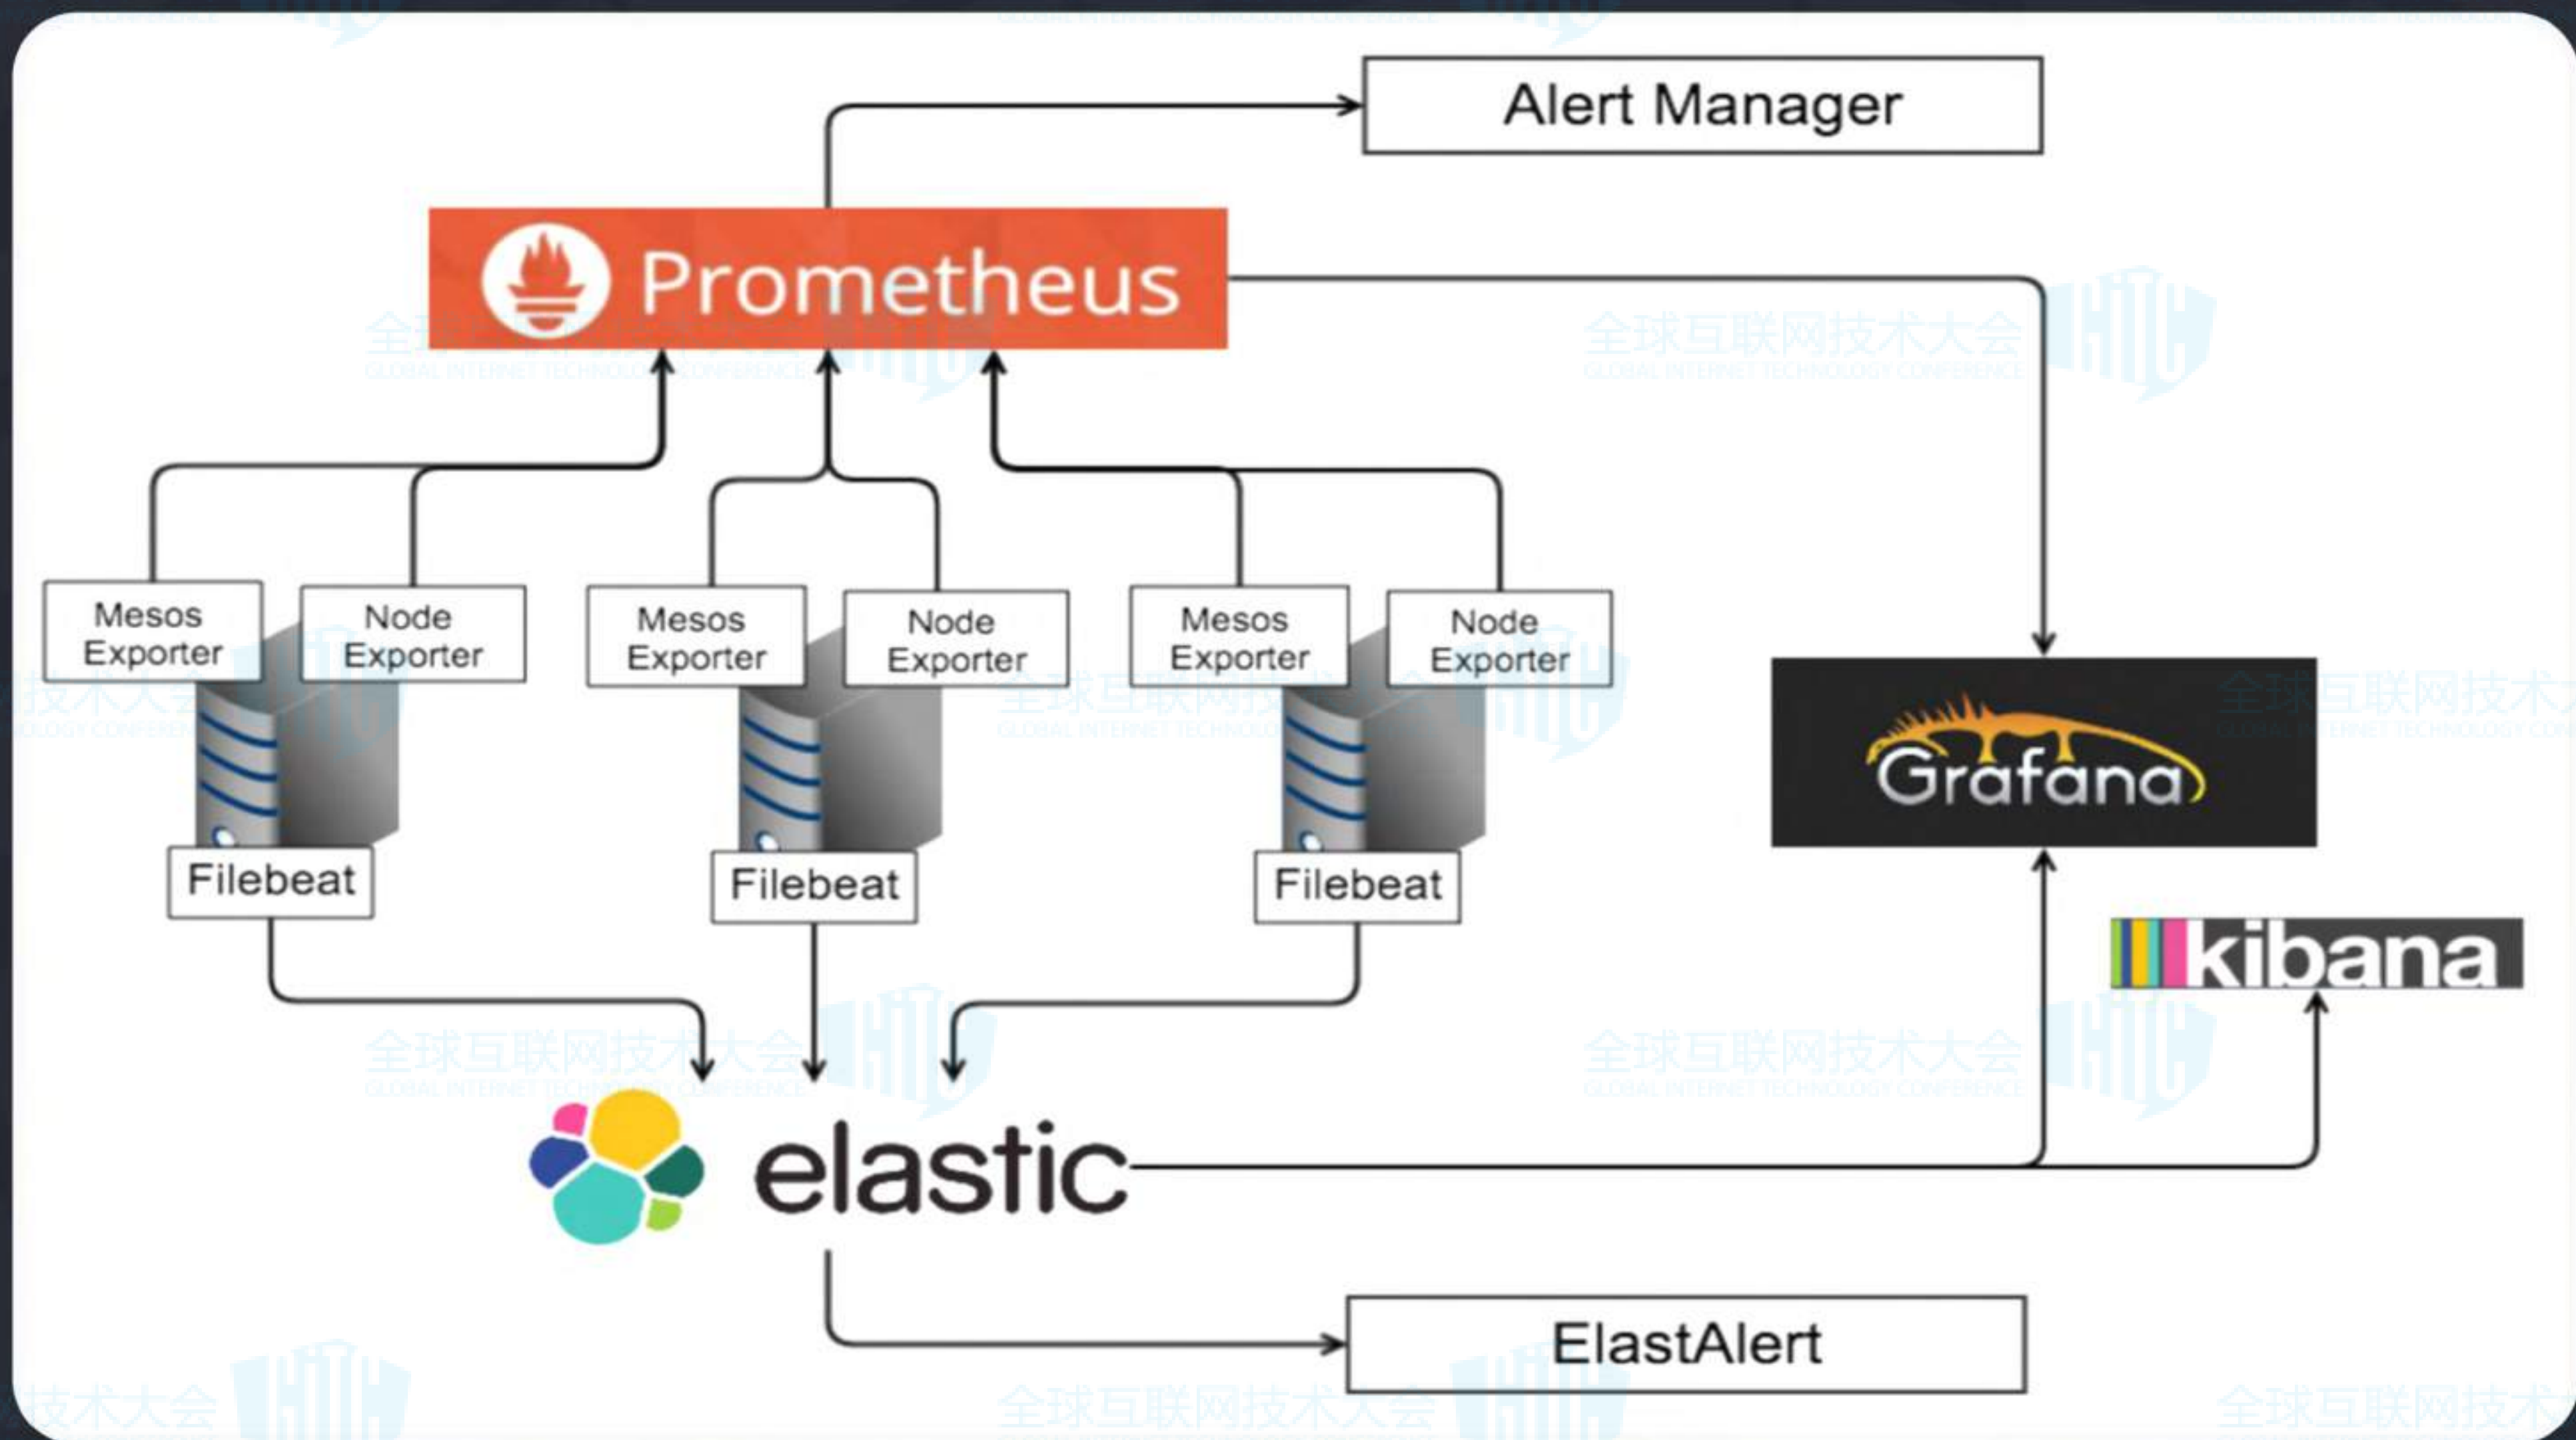 Alert Manager
Prometheus
Mesos
Exporter
Node
Exporter
Mesos
Exporter
Node
Exporter
Mesos
Exporter
Node
Exporter
Grafana
Filebeat
Filebeat
Filebeat
kibana
elastic
ElastAlert
全球互联网技术大会
GLOBAL INTERNET TECHNOLOGY CONFERENCE